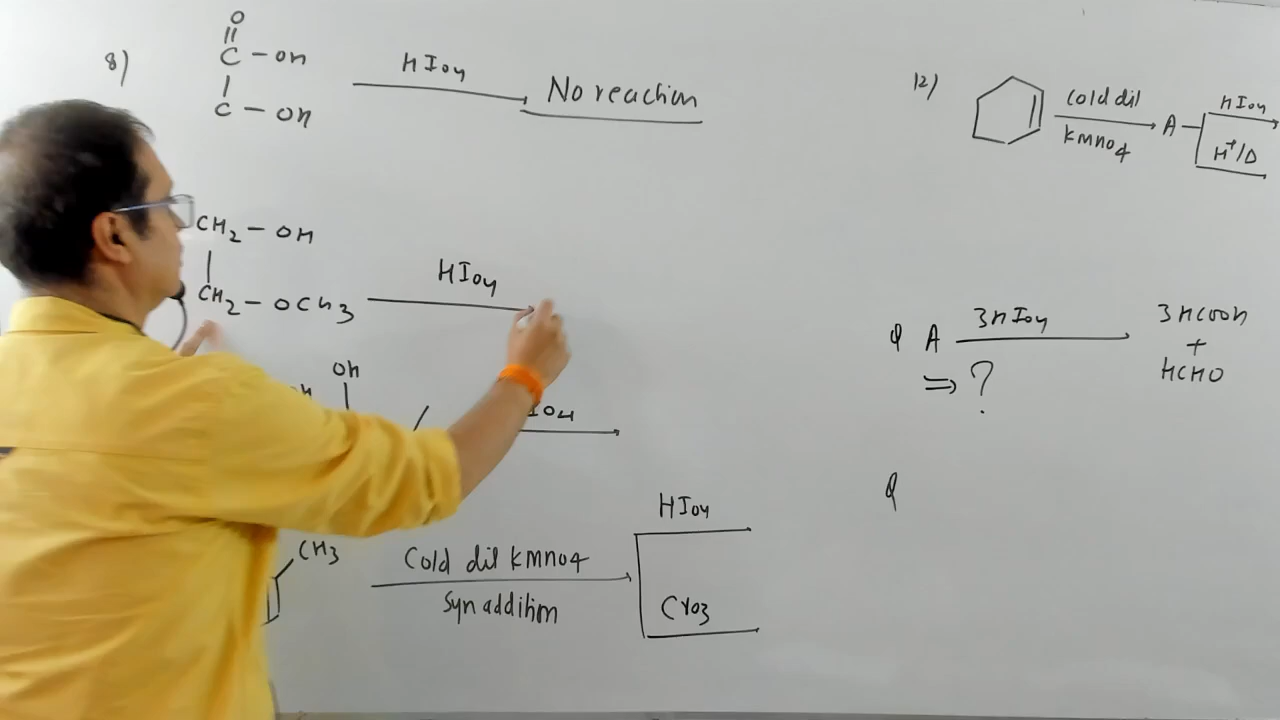 8)
O
||
C - OH
|
C - OH
HIO4
No reaction
CH2 - OH
|
CH2 - OCH3
HIO4
OH
CH3
Cold dil KMnO4
Syn addition
HIO4
CrO3
12)
Cold dil
KMnO4
A
HIO4
H+/Δ
Q A 3HIO4 3HCOOH
+
HCHO
⇒ ?
Q